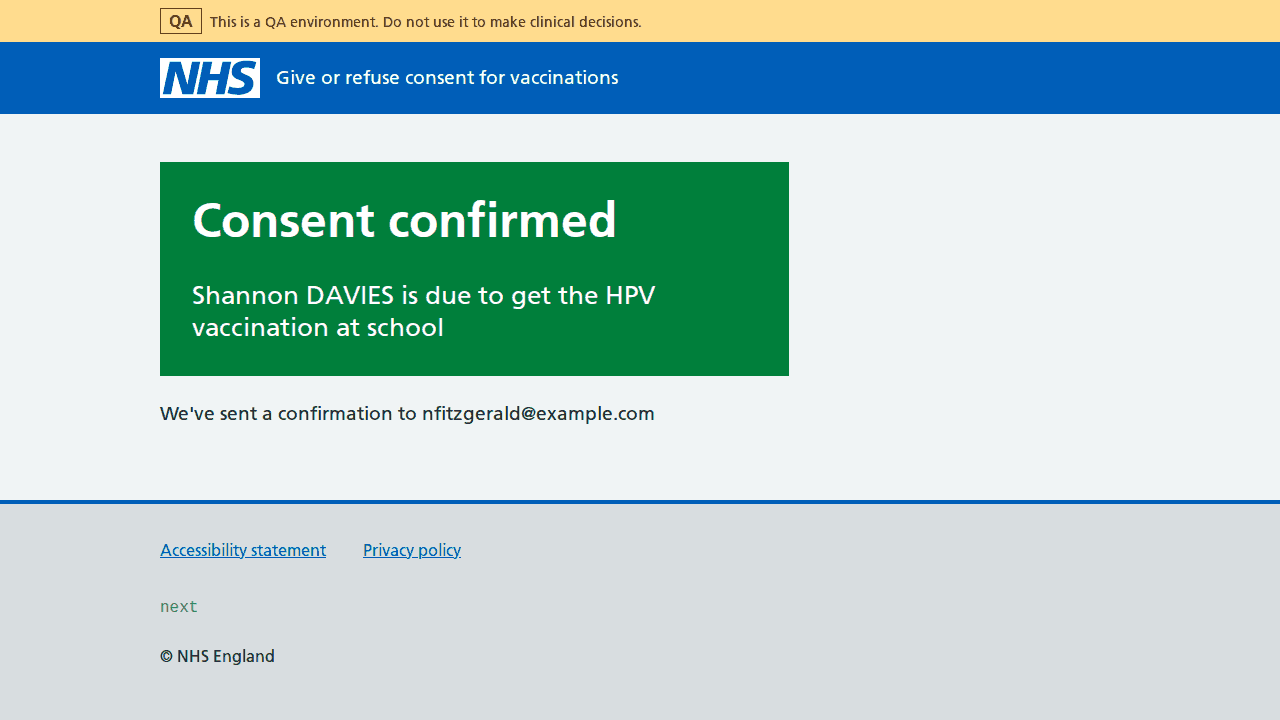 QA This is a QA environment. Do not use it to make clinical decisions.
NHS Give or refuse consent for vaccinations
Consent confirmed
Shannon DAVIES is due to get the HPV
vaccination at school
We've sent a confirmation to nfitzgerald@example.com
Accessibility statement Privacy policy
next
© NHS England